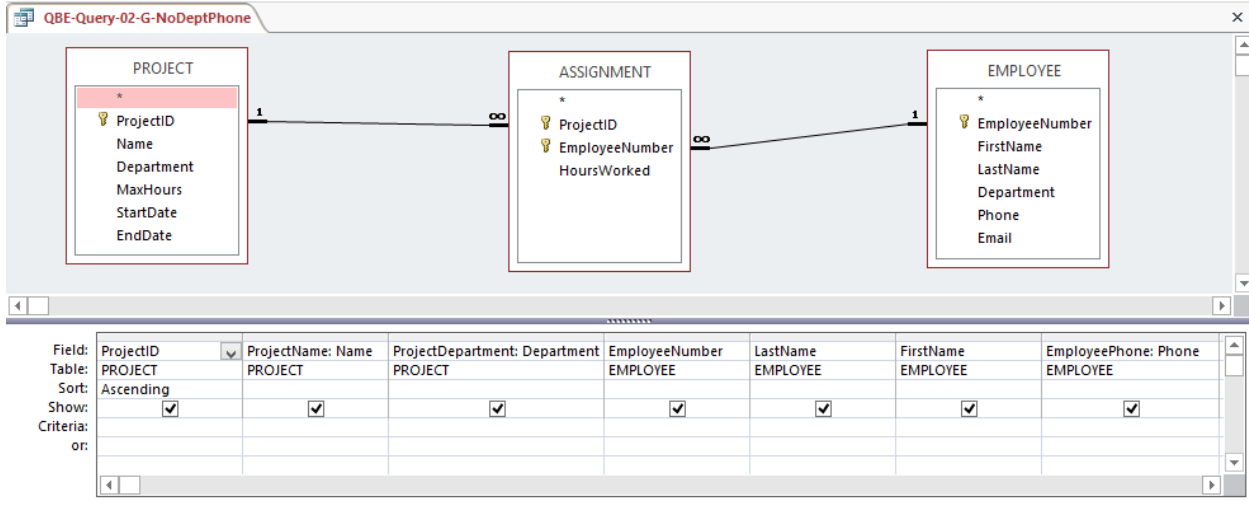 QBE-Query-02-G-NoDeptPhone
PROJECT
*
ProjectID
Name
Department
MaxHours
StartDate
EndDate
1
∞
ASSIGNMENT
*
ProjectID
EmployeeNumber
HoursWorked
∞
1
EMPLOYEE
*
EmployeeNumber
FirstName
LastName
Department
Phone
Email
Field: ProjectID ProjectName: Name ProjectDepartment: Department EmployeeNumber LastName FirstName EmployeePhone: Phone
Table: PROJECT PROJECT PROJECT EMPLOYEE EMPLOYEE EMPLOYEE EMPLOYEE
Sort: Ascending
Show:
Criteria:
or: